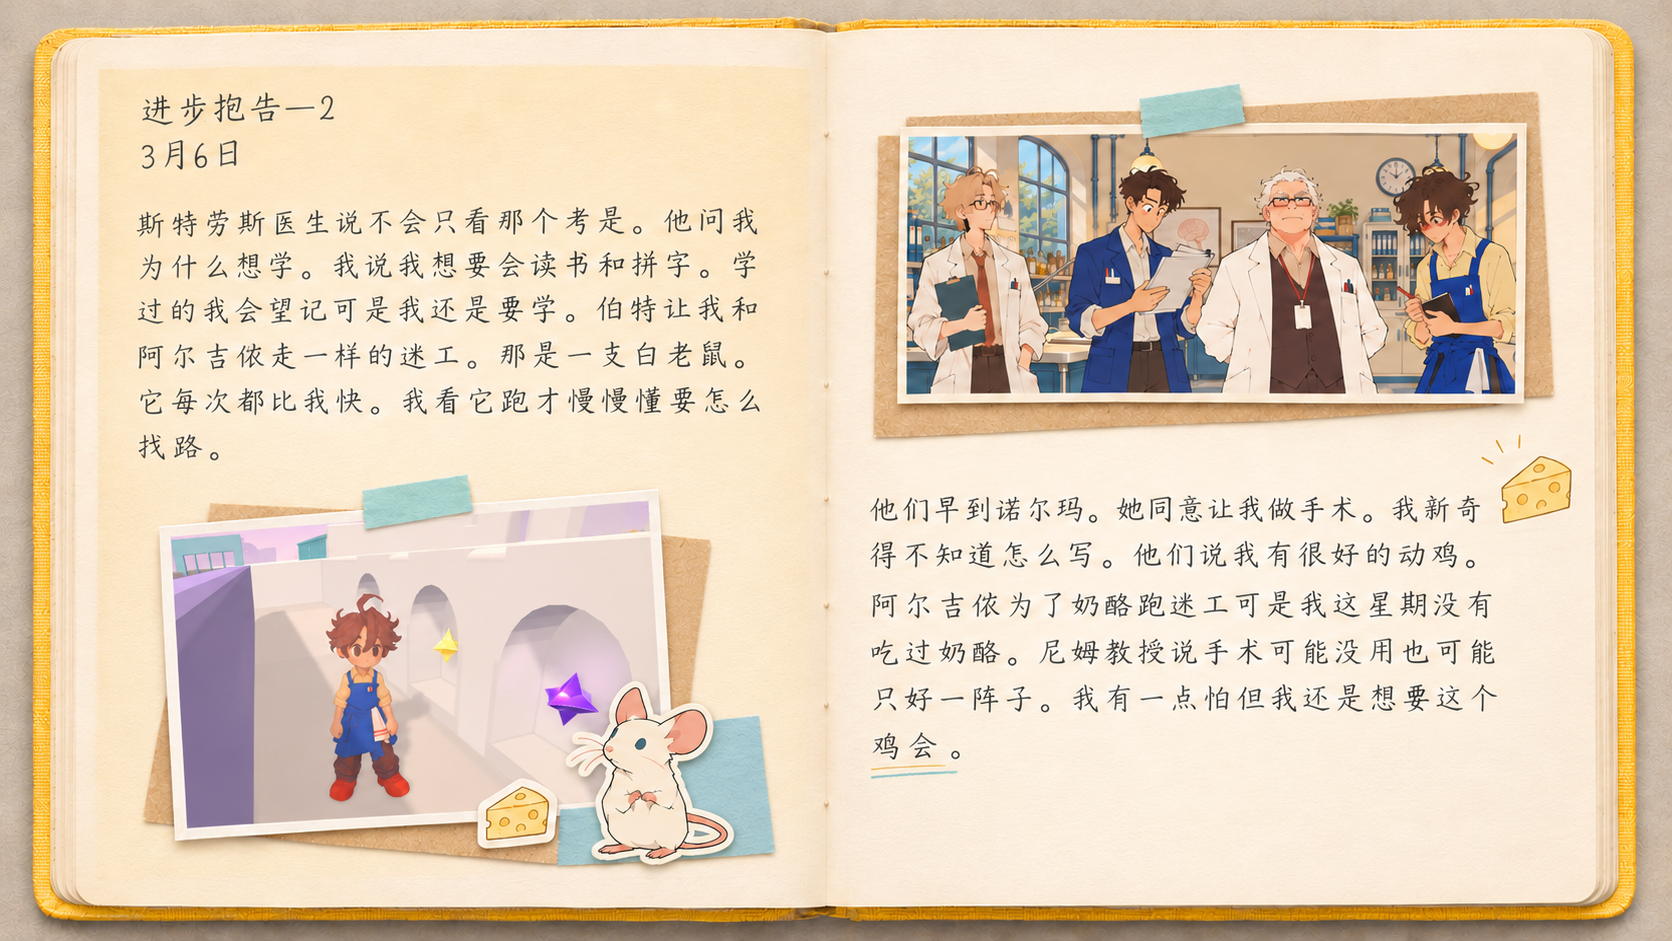 进步抱告—2
3月6日
斯特劳斯医生说不会只看那个考是。他问我
为什么想学。我说我想要会读书和拼字。学
过的我会望记可是我还是要学。伯特让我和
阿尔吉侬走一样的迷工。那是一支白老鼠。
它每次都比我快。我看它跑才慢慢懂要怎么
找路。
他们早到诺尔玛。她同意让我做手术。我新奇
得不知道怎么写。他们说我有很好的动鸡。
阿尔吉侬为了奶酪跑迷工可是我这星期没有
吃过奶酪。尼姆教授说手术可能没用也可能
只好一阵子。我有一点怕但我还是想要这个
鸡会。